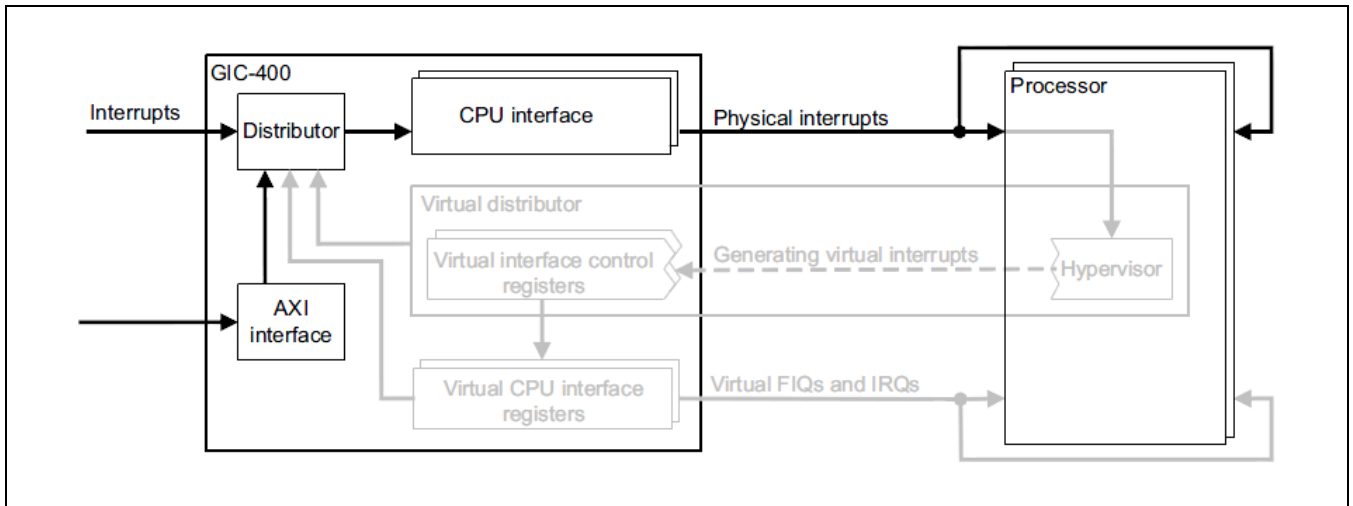 GIC-400
Processor
Interrupts
Distributor
CPU interface
Physical interrupts
Virtual distributor
Virtual interface control
registers
Generating virtual interrupts
Hypervisor
AXI
interface
Virtual CPU interface
registers
Virtual FIQs and IRQs